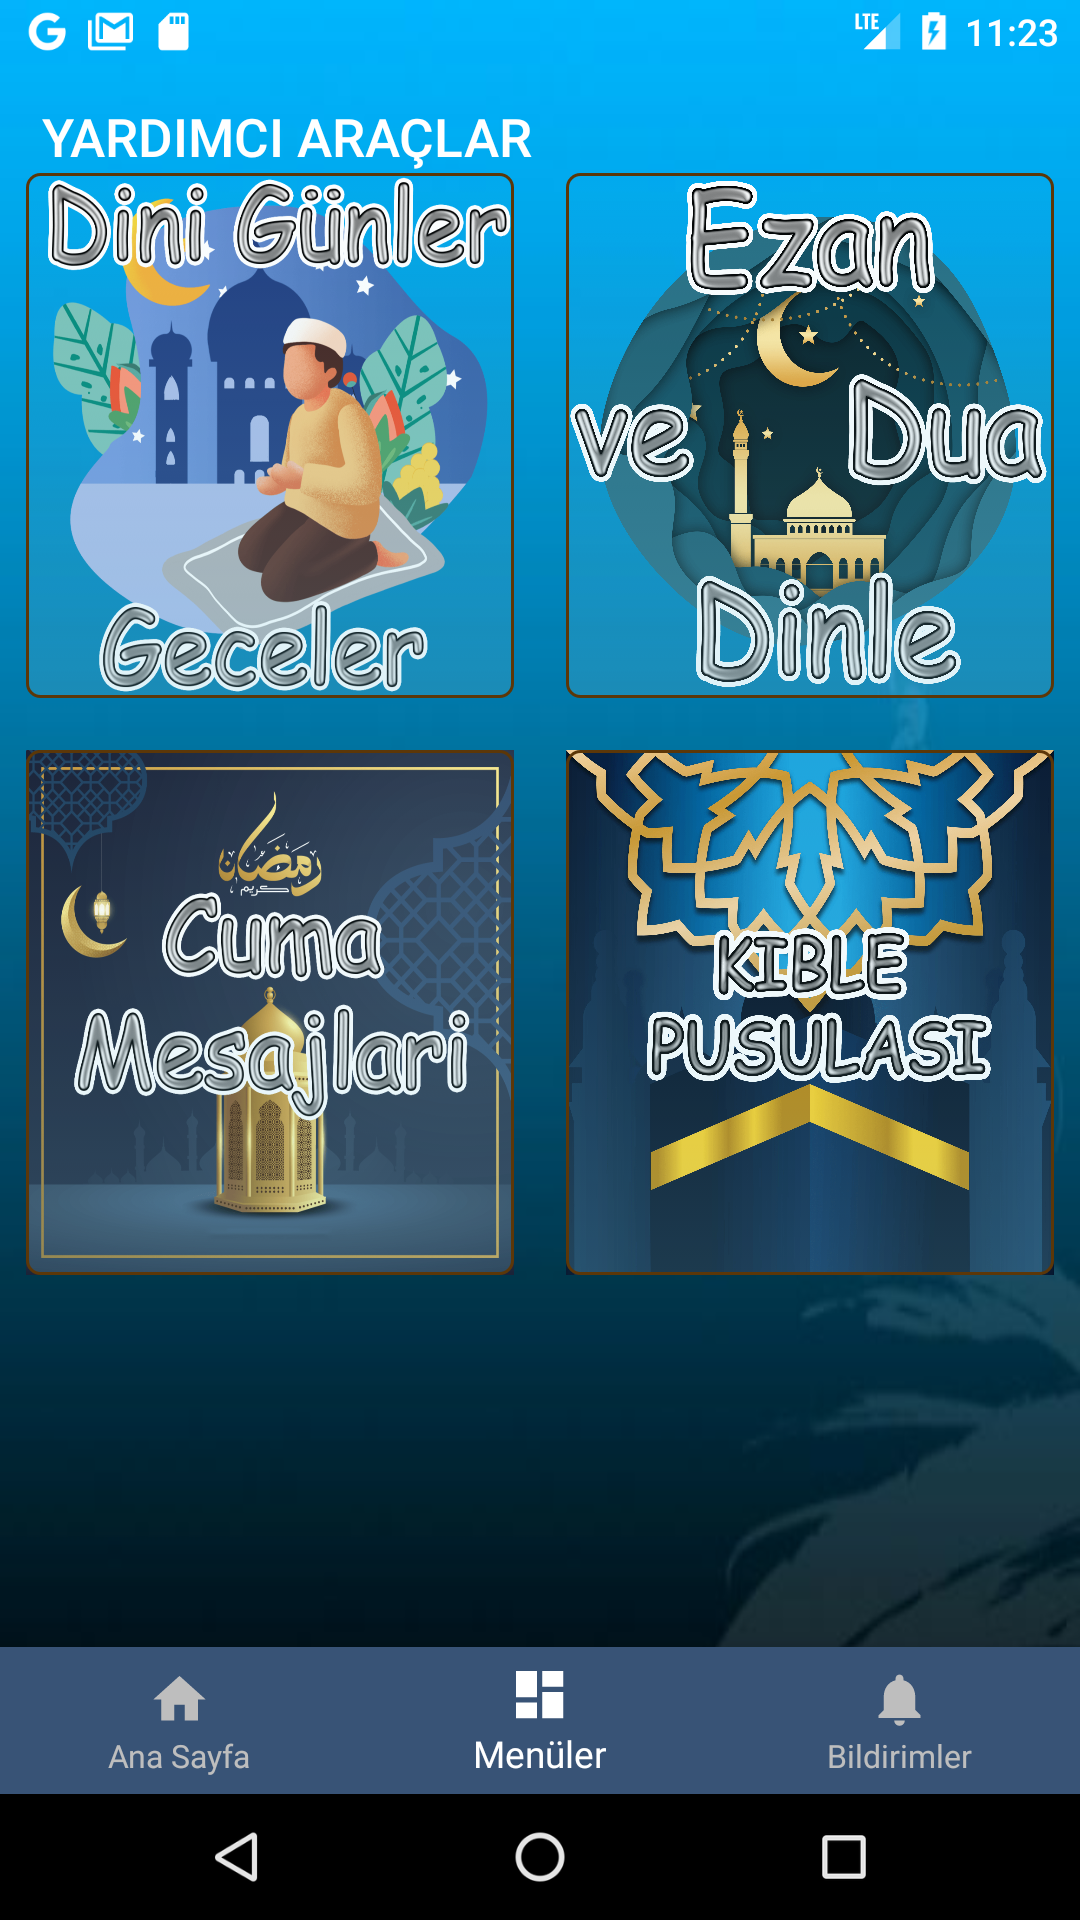 LTE 11:23
YARDIMCI ARAÇLAR
Dini Günler
Geceler
Ezan
ve Dua
Dinle
رمضان
كريم
Cuma
Mesajlari
KIBLE
PUSULASI
Ana Sayfa
Menüler
Bildirimler